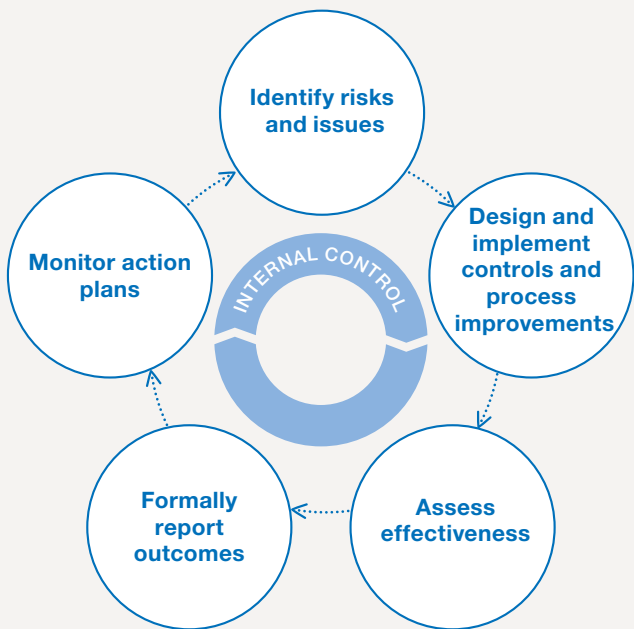 Identify risks
and issues
Design and
implement
controls and
process
improvements
Assess
effectiveness
Formally
report
outcomes
Monitor action
plans
INTERNAL CONTROL